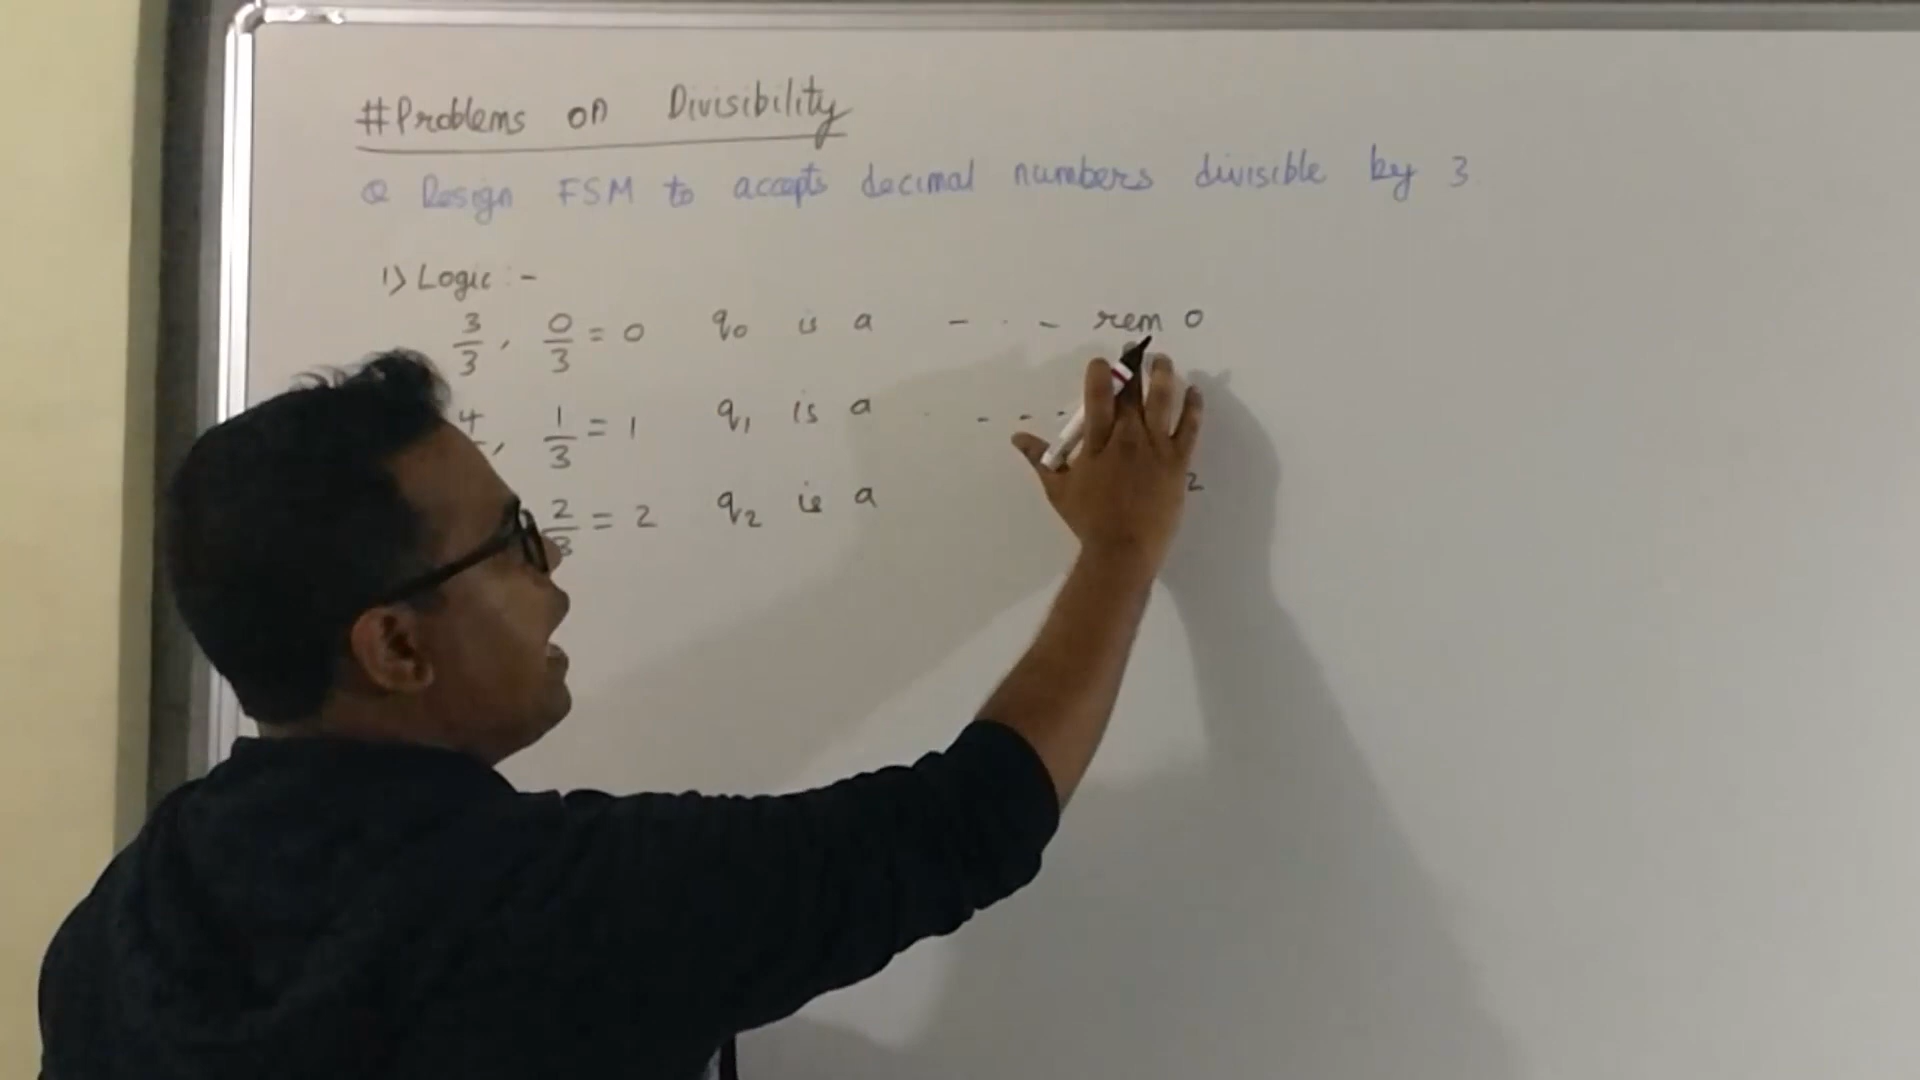 #Problems on Divisibility
Q Design FSM to accepts decimal numbers divisible by 3
1) Logic :-
3/3 , 0/3 = 0 q0 is a - - - rem 0
4 , 1/3 = 1 q1 is a - - - -
2/3 = 2 q2 is a 2